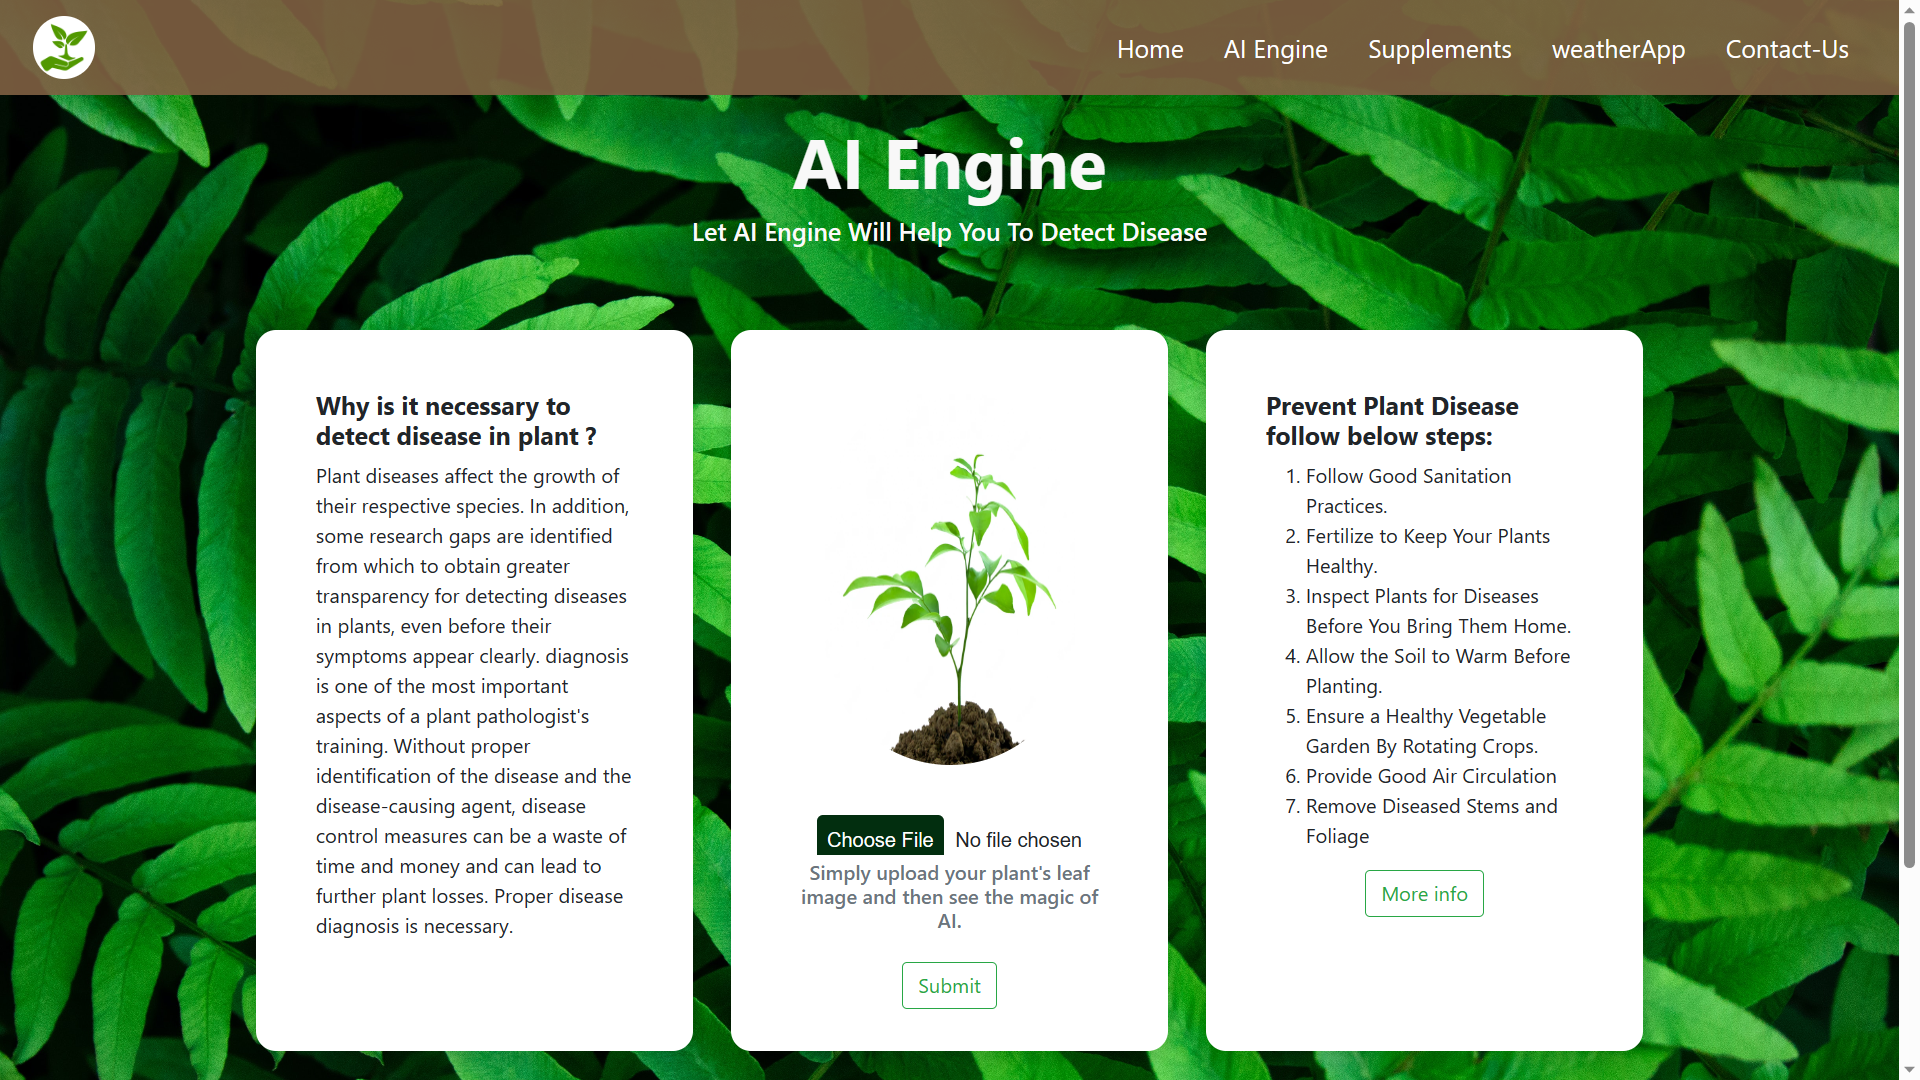 Home AI Engine Supplements weatherApp Contact-Us
AI Engine
Let AI Engine Will Help You To Detect Disease
Why is it necessary to
detect disease in plant ?
Plant diseases affect the growth of
their respective species. In addition,
some research gaps are identified
from which to obtain greater
transparency for detecting diseases
in plants, even before their
symptoms appear clearly. diagnosis
is one of the most important
aspects of a plant pathologist's
training. Without proper
identification of the disease and the
disease-causing agent, disease
control measures can be a waste of
time and money and can lead to
further plant losses. Proper disease
diagnosis is necessary.
Choose File No file chosen
Simply upload your plant's leaf
image and then see the magic of
AI.
Submit
Prevent Plant Disease
follow below steps:
1. Follow Good Sanitation
Practices.
2. Fertilize to Keep Your Plants
Healthy.
3. Inspect Plants for Diseases
Before You Bring Them Home.
4. Allow the Soil to Warm Before
Planting.
5. Ensure a Healthy Vegetable
Garden By Rotating Crops.
6. Provide Good Air Circulation
7. Remove Diseased Stems and
Foliage
More info